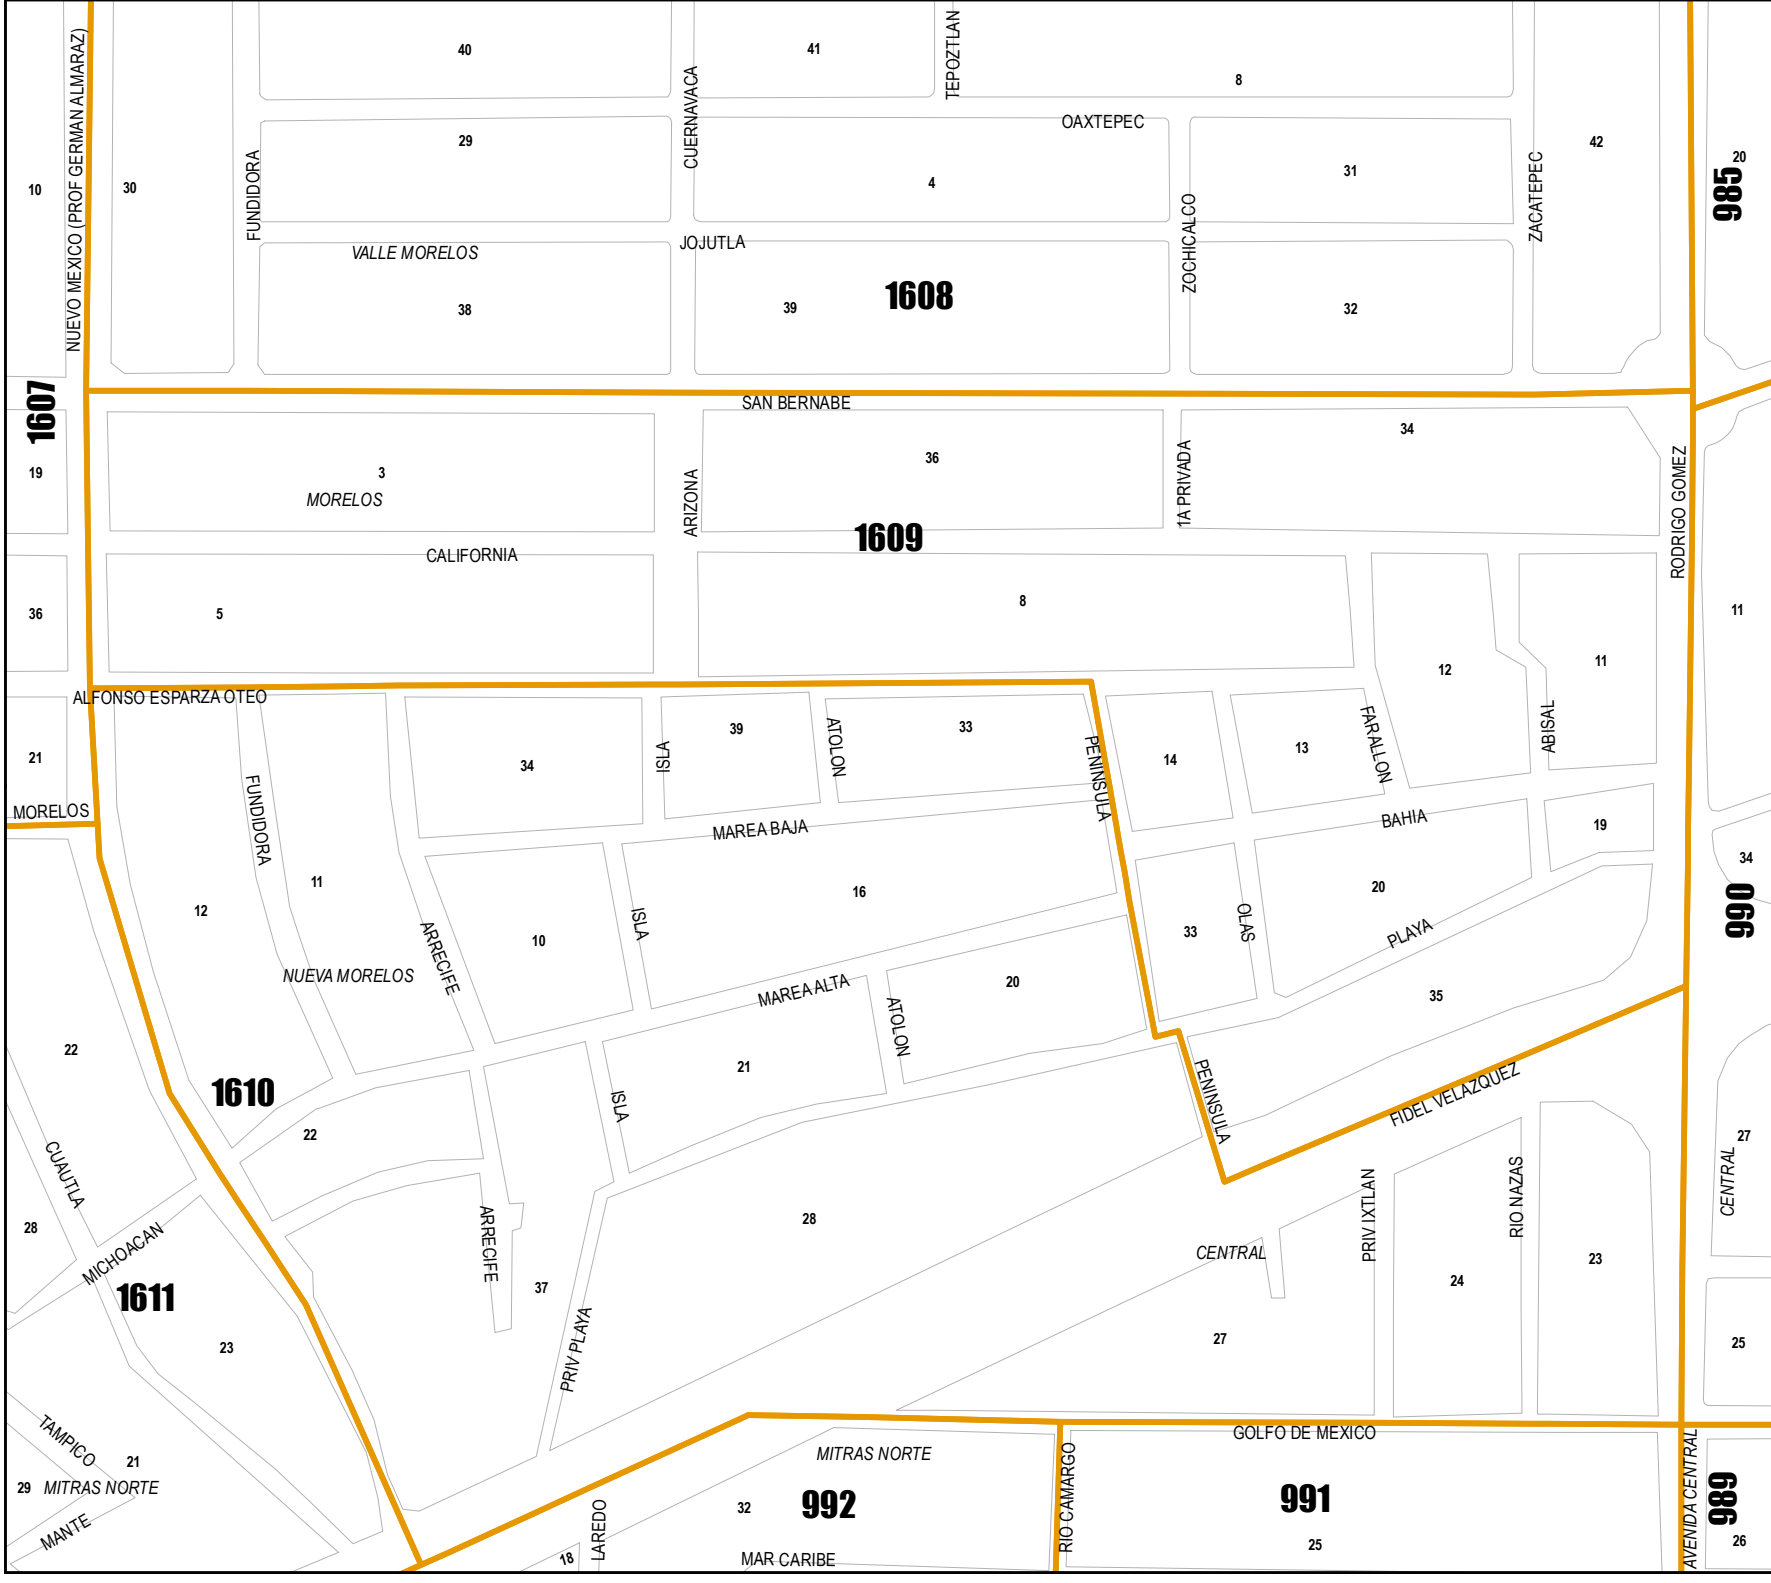 40
41
TEPOZTLAN
8
NUEVO MEXICO (PROF GERMAN ALMARAZ)
CUERNAVACA
OAXTEPEC
29
42
20
985
10
30
FUNDIDORA
4
31
ZACATEPEC
ZOCHICALCO
VALLE MORELOS
JOJUTLA
1608
38
39
32
1607
SAN BERNABE
34
19
3
MORELOS
ARIZONA
36
1A PRIVADA
RODRIGO GOMEZ
1609
CALIFORNIA
36
5
8
11
12
11
ALFONSO ESPARZA OTEO
21
FUNDIDORA
34
ISLA
39
ATOLON
33
PENINSULA
14
13
FARALLON
ABISAL
MORELOS
MAREA BAJA
BAHIA
19
34
990
12
11
ARRECIFE
10
ISLA
16
33
OLAS
20
PLAYA
NUEVA MORELOS
MAREA ALTA
ATOLON
20
35
22
1610
21
ISLA
PENINSULA
FIDEL VELAZQUEZ
22
27
CENTRAL
CUAUTLA
28
MICHOACAN
1611
ARRECIFE
28
CENTRAL
PRIV IXTLAN
RIO NAZAS
23
24
37
23
PRIV PLAYA
27
25
TAMPICO
21
29
MITRAS NORTE
MANTE
MITRAS NORTE
GOLFO DE MEXICO
RIO CAMARGO
AVENIDA CENTRAL
989
32
992
991
LAREDO
18
MAR CARIBE
25
26